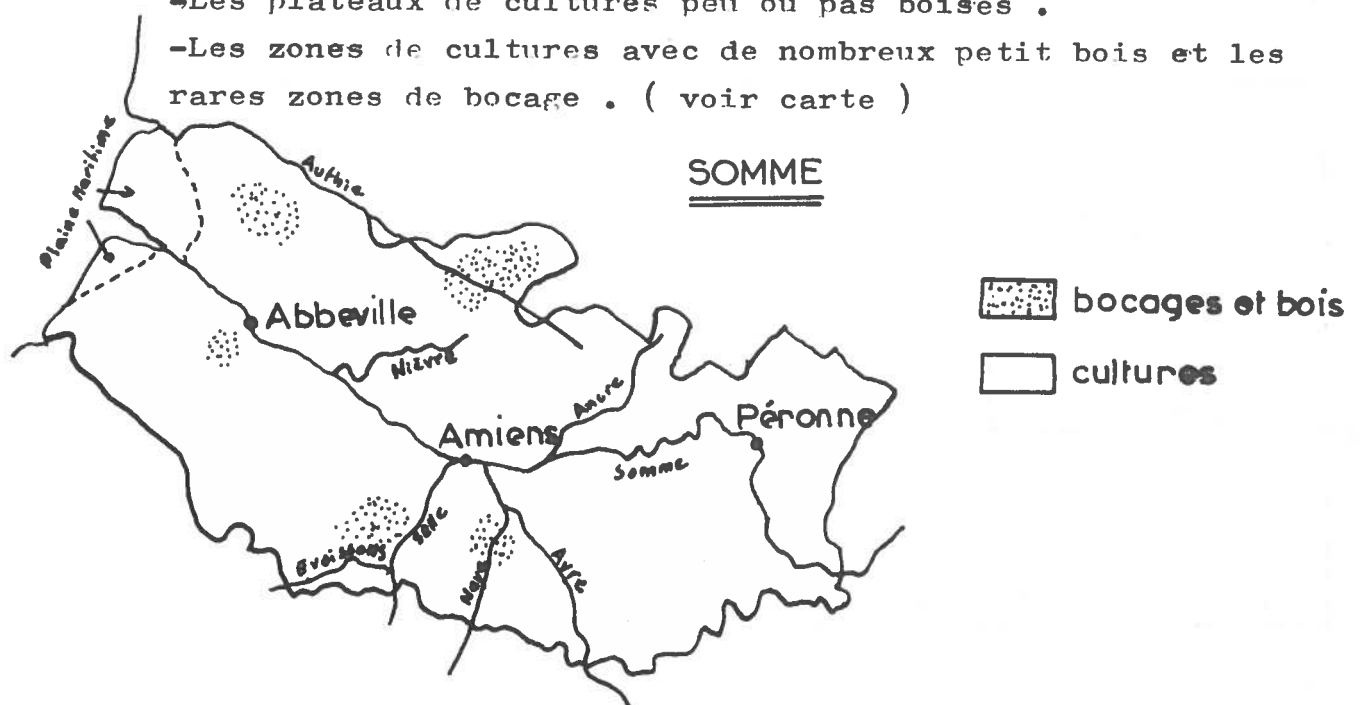 -Les plateaux de cultures peu ou pas boisés .
-Les zones de cultures avec de nombreux petit bois et les
rares zones de bocage . ( voir carte )
SOMME
Plaine Maritime
Authie
bocages et bois
Abbeville
cultures
Nièvre
Ancre
Péronne
Amiens
Somme
Selle
Evoissons
Noye
Avre